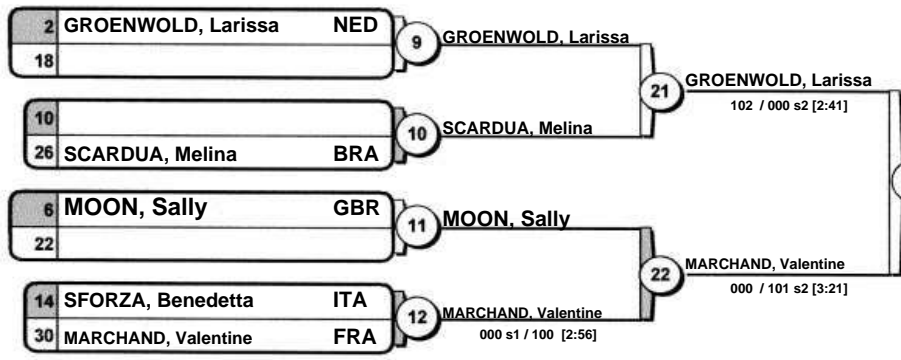 2 GROENWOLD, Larissa NED
18
9
GROENWOLD, Larissa
21
GROENWOLD, Larissa
102 / 000 s2 [2:41]
10
26 SCARDUA, Melina BRA
10
SCARDUA, Melina
6 MOON, Sally GBR
22
11
MOON, Sally
22
MARCHAND, Valentine
000 / 101 s2 [3:21]
14 SFORZA, Benedetta ITA
30 MARCHAND, Valentine FRA
12
MARCHAND, Valentine
000 s1 / 100 [2:56]